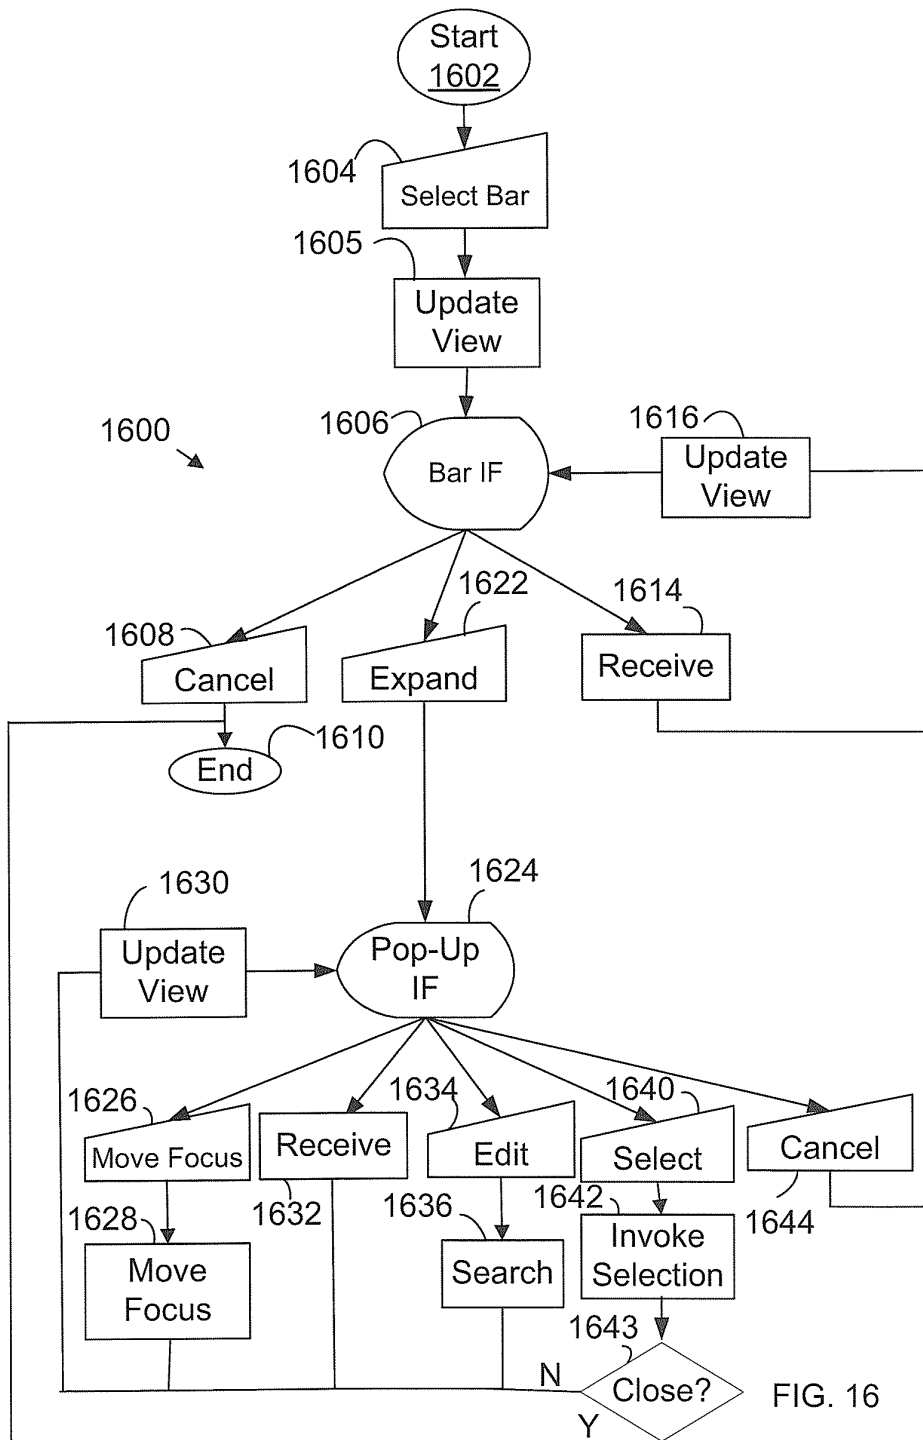 Start
1602
1604
Select Bar
1605
Update
View
1606
1616
1600
Bar IF
Update
View
1622
1614
1608
Cancel
Expand
Receive
1610
End
1630
1624
Update
View
Pop-Up
IF
1626
1634
1640
Move Focus
Receive
Edit
Select
Cancel
1632
1636
1642
1644
1628
Move
Focus
Search
Invoke
Selection
1643
N
Close?
Y
FIG. 16